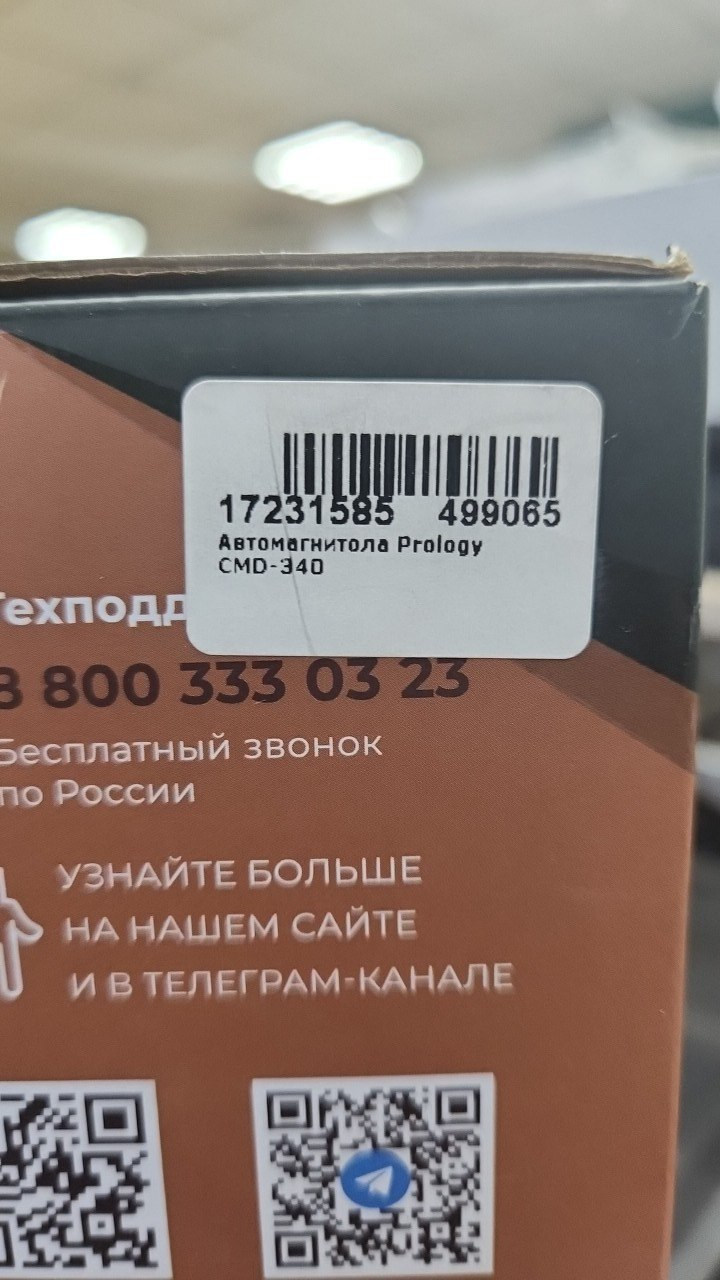 17231585 499065
Автомагнитола Prology
CMD-340
8 800 333 03 23
Бесплатный звонок
по России
УЗНАЙТЕ БОЛЬШЕ
НА НАШЕМ САЙТЕ
И В ТЕЛЕГРАМ-КАНАЛЕ